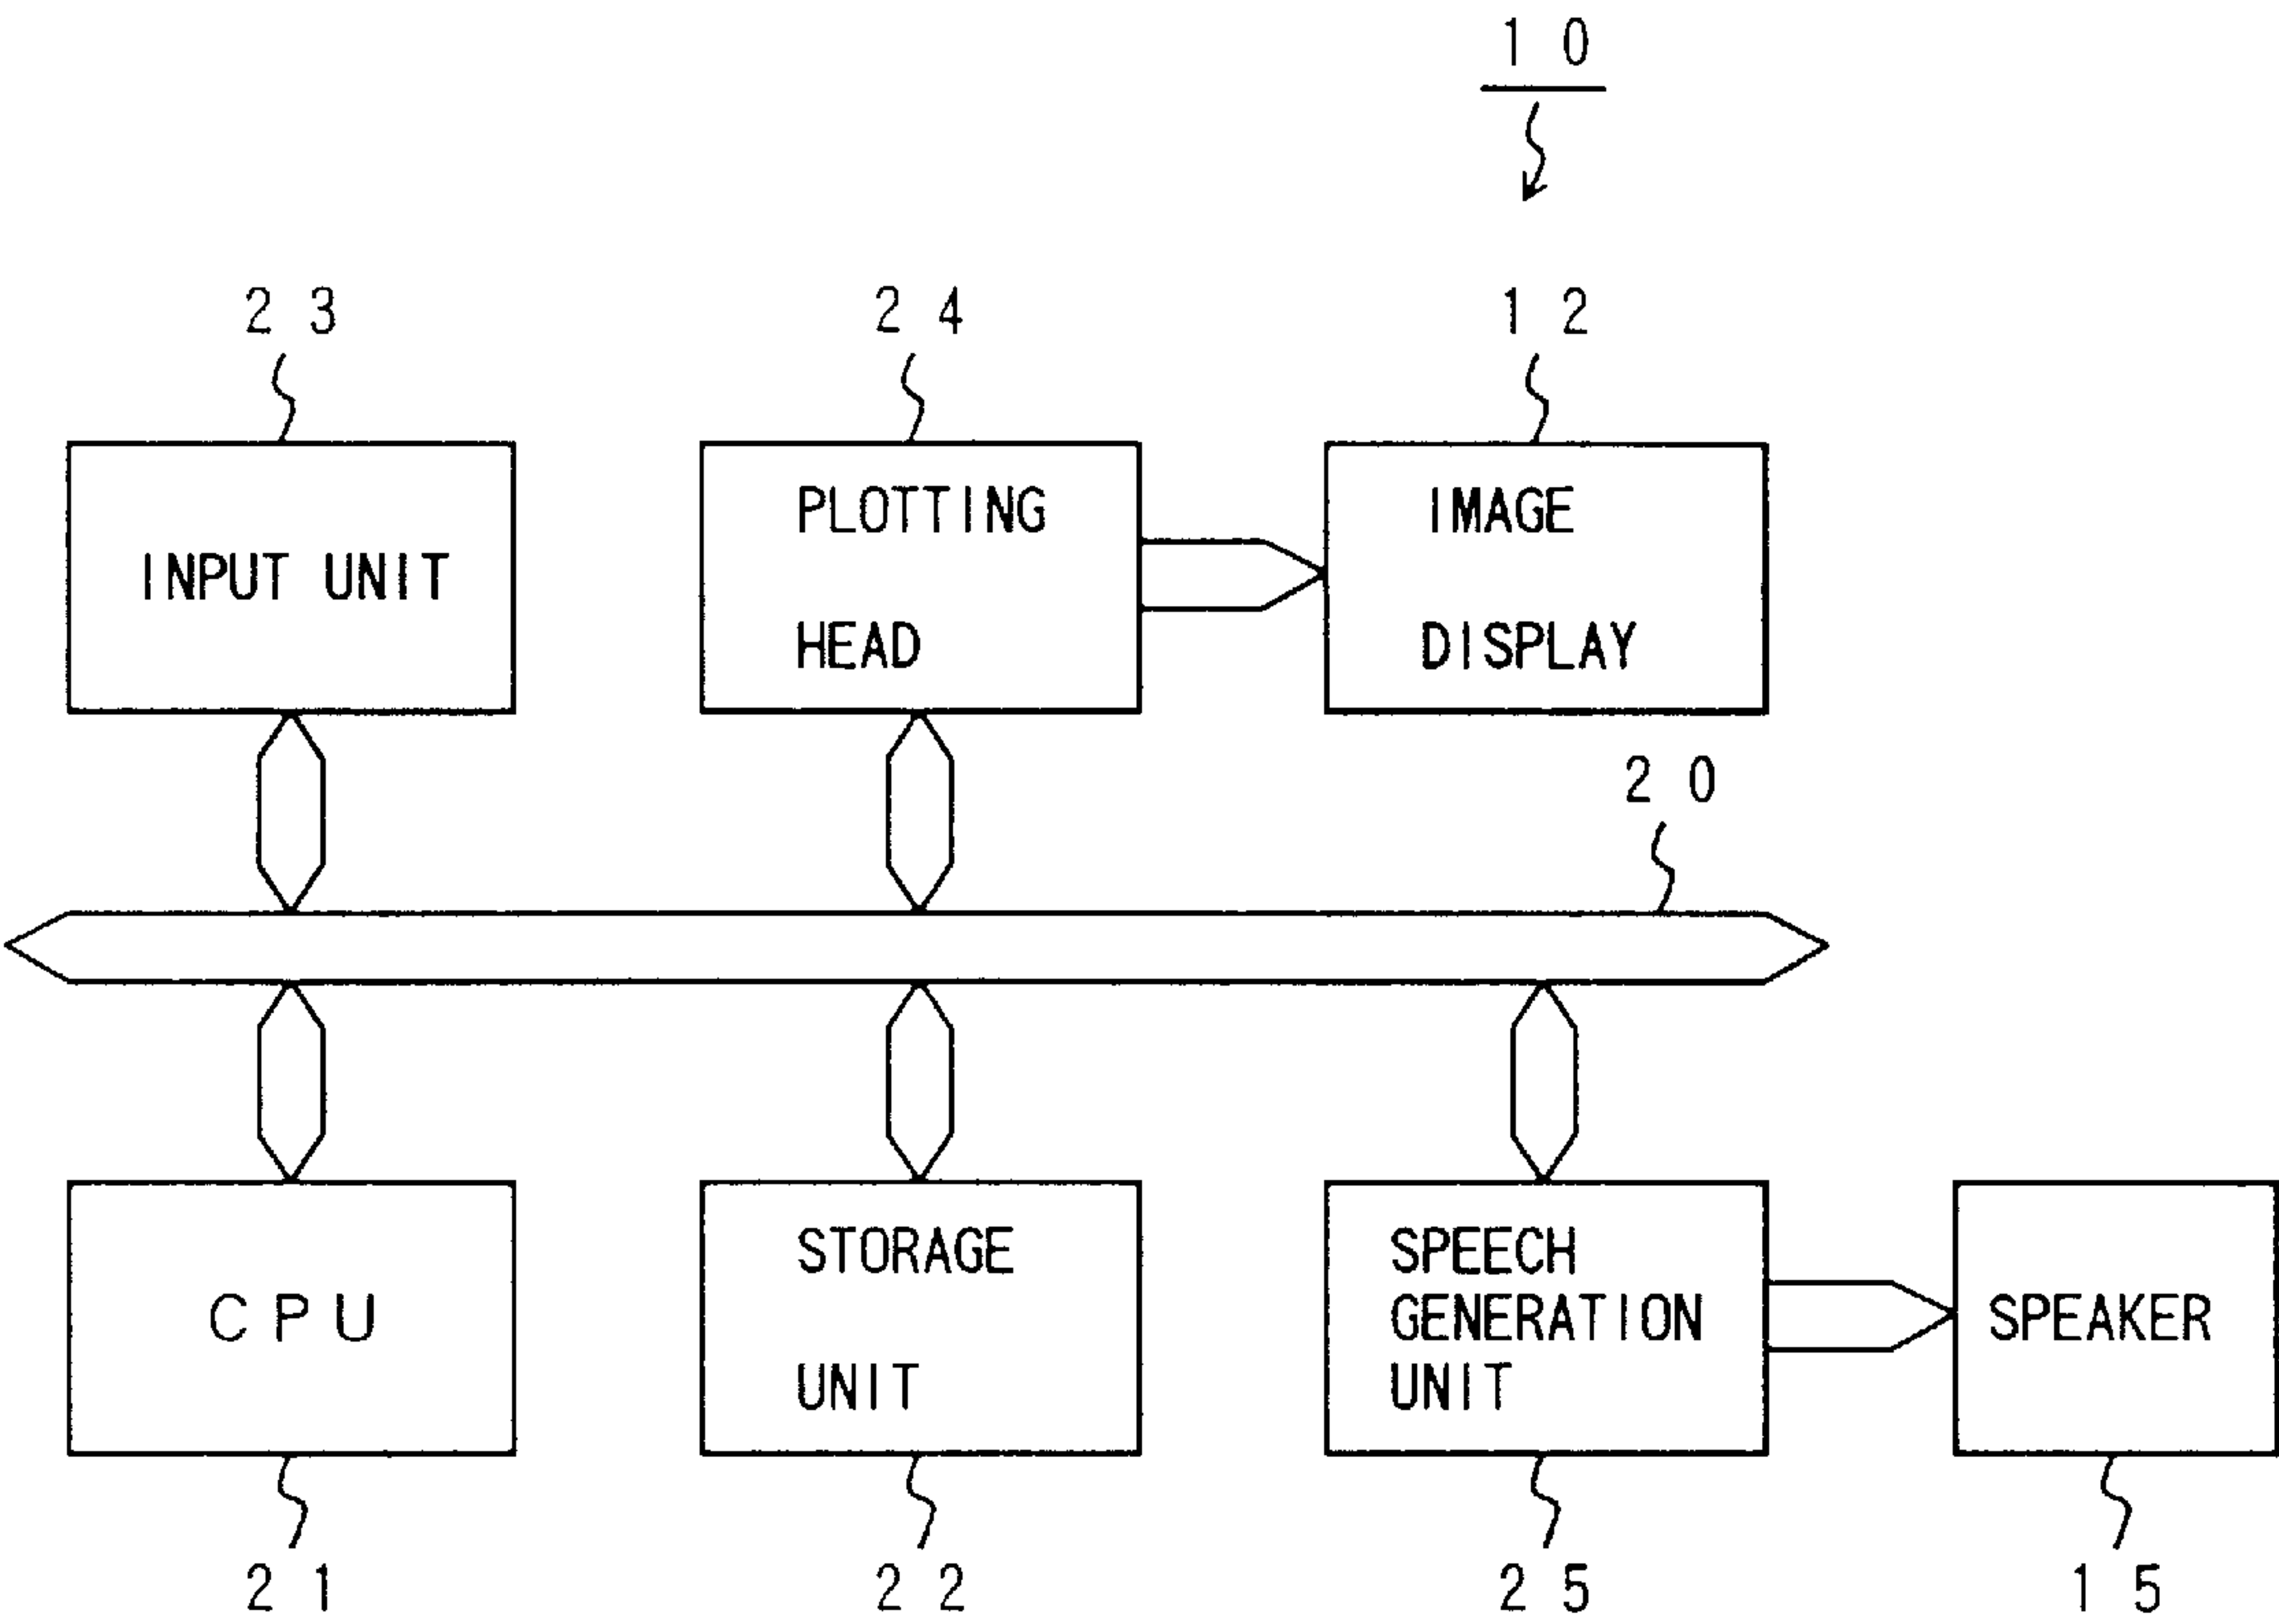 10
23
24
12
INPUT UNIT
PLOTTING
HEAD
IMAGE
DISPLAY
20
CPU
STORAGE
UNIT
SPEECH
GENERATION
UNIT
SPEAKER
21
22
25
15